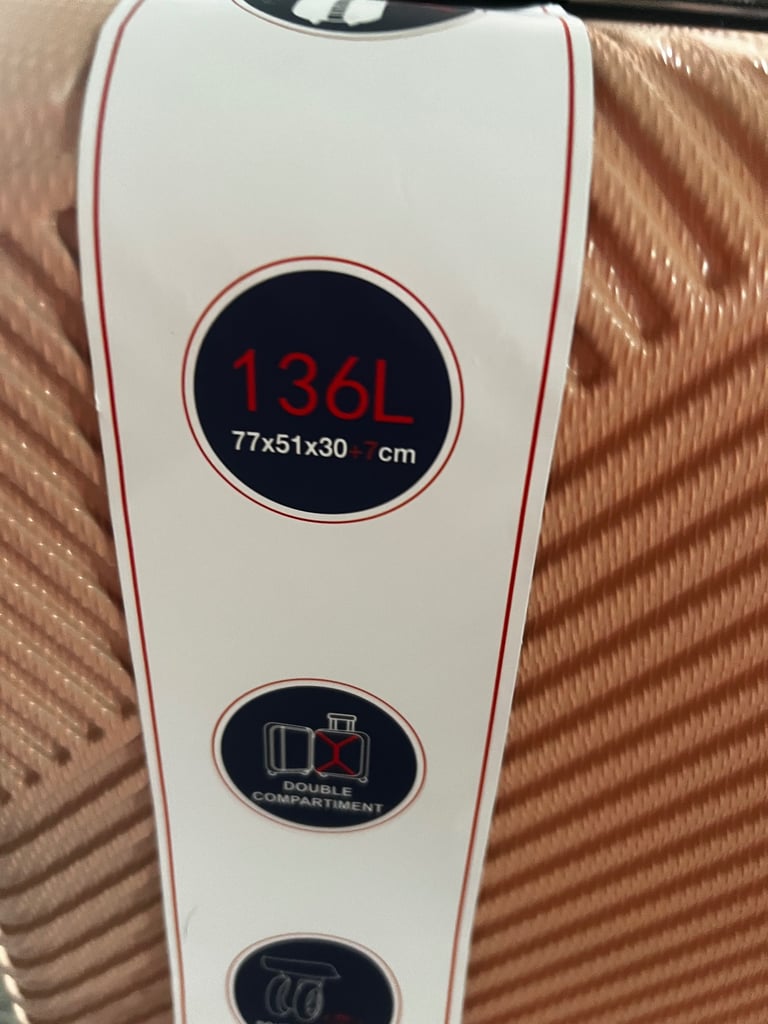 136L
77x51x30+7cm
DOUBLE
COMPARTIMENT